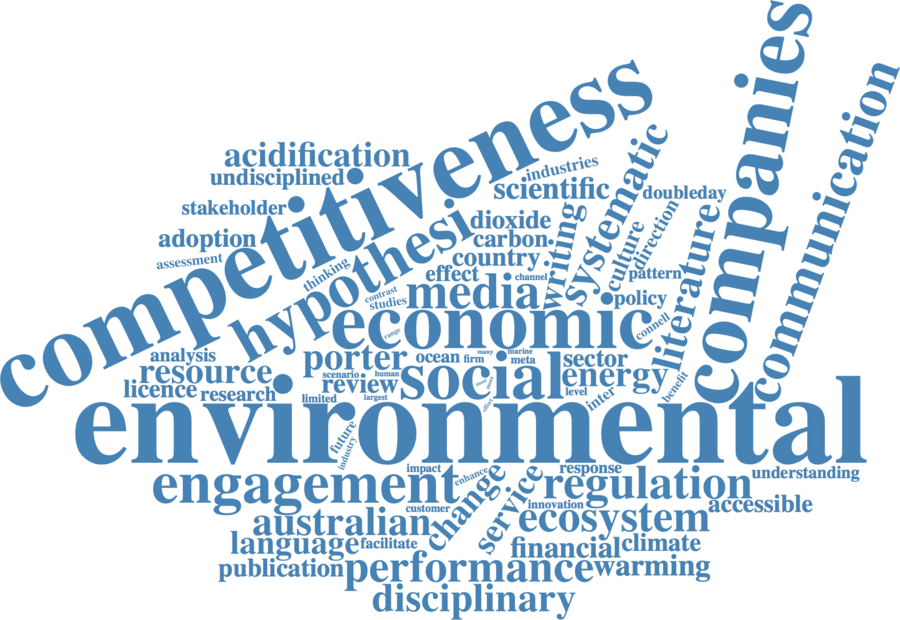 companies
communication
competitiveness
acidification
undisciplined
industries
scientific
systematic
doubleday
stakeholder
hypothesi
dioxide
writing
culture
direction
literature
adoption
carbon
assessment
thinking
country
effect
channel
pattern
contrast
studies
media
policy
range
economic
connell
analysis
porter
ocean
firm
many
marine
meta
sector
resource
scenario
human
social
energy
benefit
licence
research
review
limited
largest
level
inter
environmental
future
industry
impact
enhance
response
understanding
engagement
change
service
regulation
customer
innovation
accessible
australian
ecosystem
language
facilitate
financial
climate
publication
performance
warming
disciplinary
effort